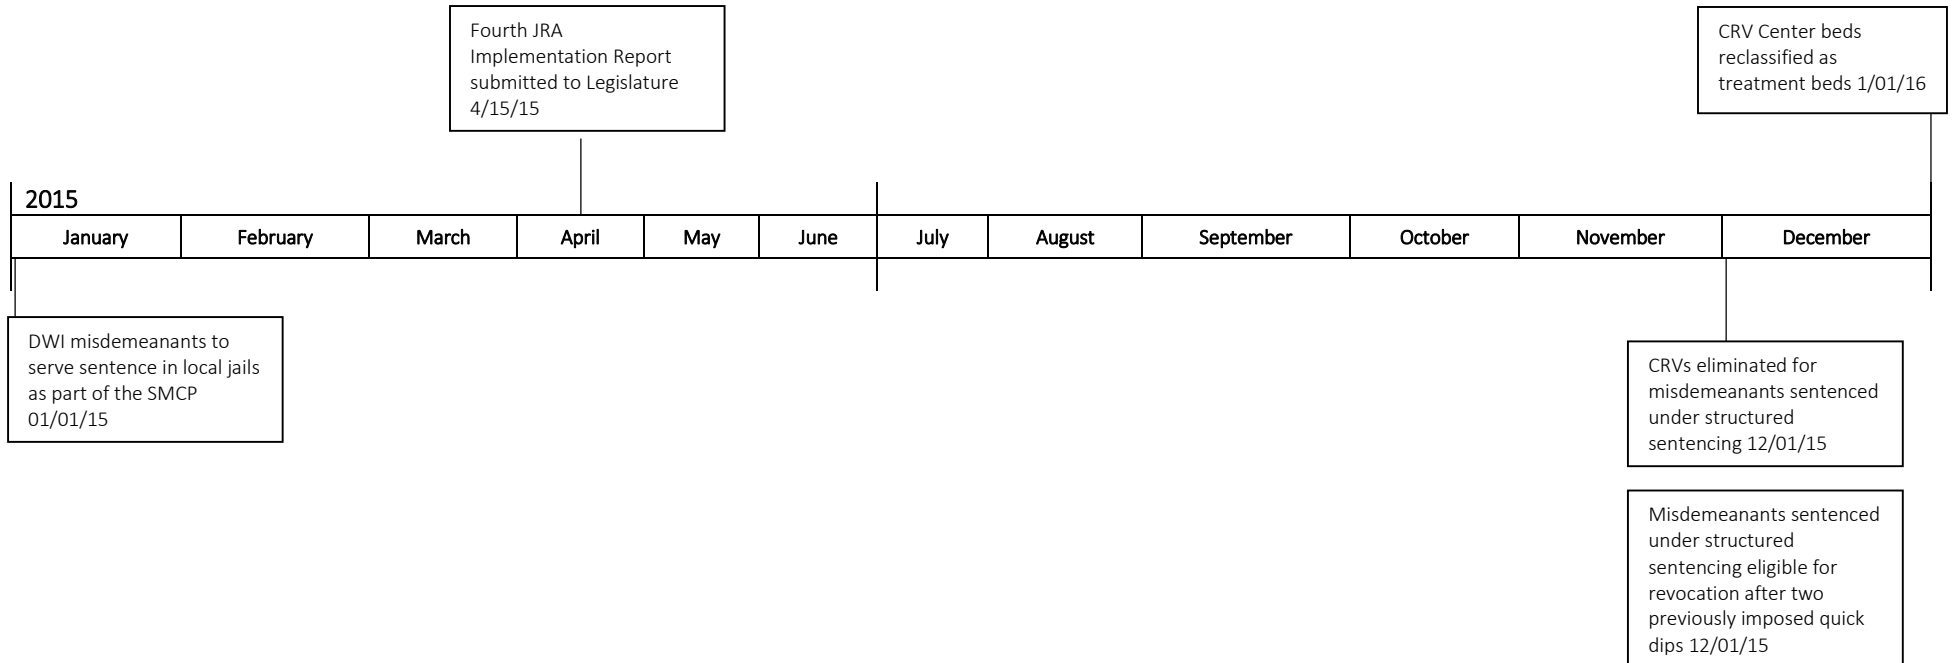 Fourth JRA
Implementation Report
submitted to Legislature
4/15/15
CRV Center beds
reclassified as
treatment beds 1/01/16
2015
January February March April May June July August September October November December
DWI misdemeanants to
serve sentence in local jails
as part of the SMCP
01/01/15
CRVs eliminated for
misdemeanants sentenced
under structured
sentencing 12/01/15
Misdemeanants sentenced
under structured
sentencing eligible for
revocation after two
previously imposed quick
dips 12/01/15